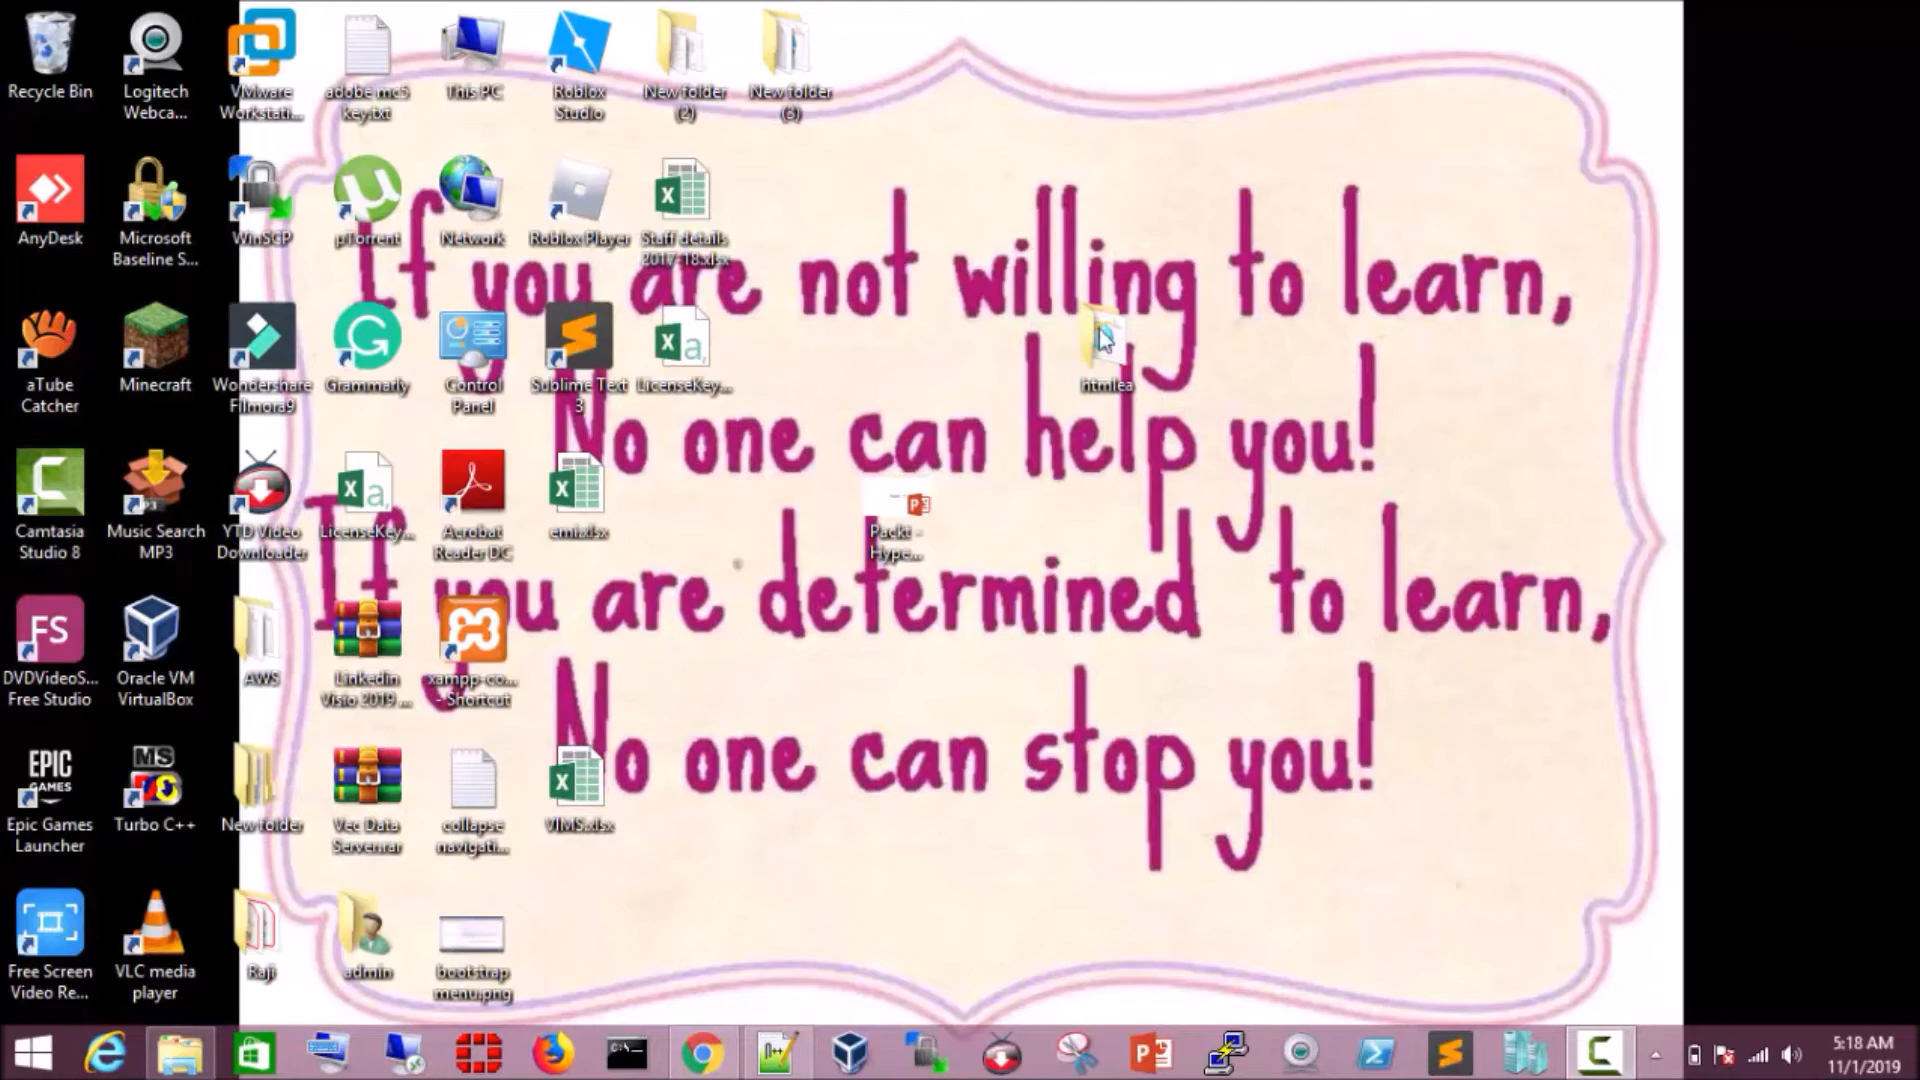 Recycle Bin
Logitech
Webca...
VMware
Workstati...
adobe mc5
key.txt
This PC
Roblox
Studio
New folder
(2)
New folder
(3)
AnyDesk
Microsoft
Baseline S...
WinSCP
µTorrent
Network
Roblox Player
Staff details
2017-18.xlsx
If you are not willing to learn,
aTube
Catcher
Minecraft
Wondershare
Filmora9
Grammarly
Control
Panel
Sublime Text
3
LicenseKey...
htmlea
No one can help you!
Camtasia
Studio 8
Music Search
MP3
YTD Video
Downloader
LicenseKey...
Acrobat
Reader DC
emi.xlsx
Packt -
Hype...
If you are determined to learn,
FS
DVDVideoS...
Free Studio
Oracle VM
VirtualBox
AWS
Linkedin
Visio 2019 ...
xampp-co...
- Shortcut
No one can stop you!
EPIC
GAMES
Epic Games
Launcher
MS
Turbo C++
New folder
Vec Data
Server.rar
collapse
navigati...
VIMS.xlsx
Free Screen
Video Re...
VLC media
player
Raji
admin
bootstrap
menu.png
5:18 AM
11/1/2019